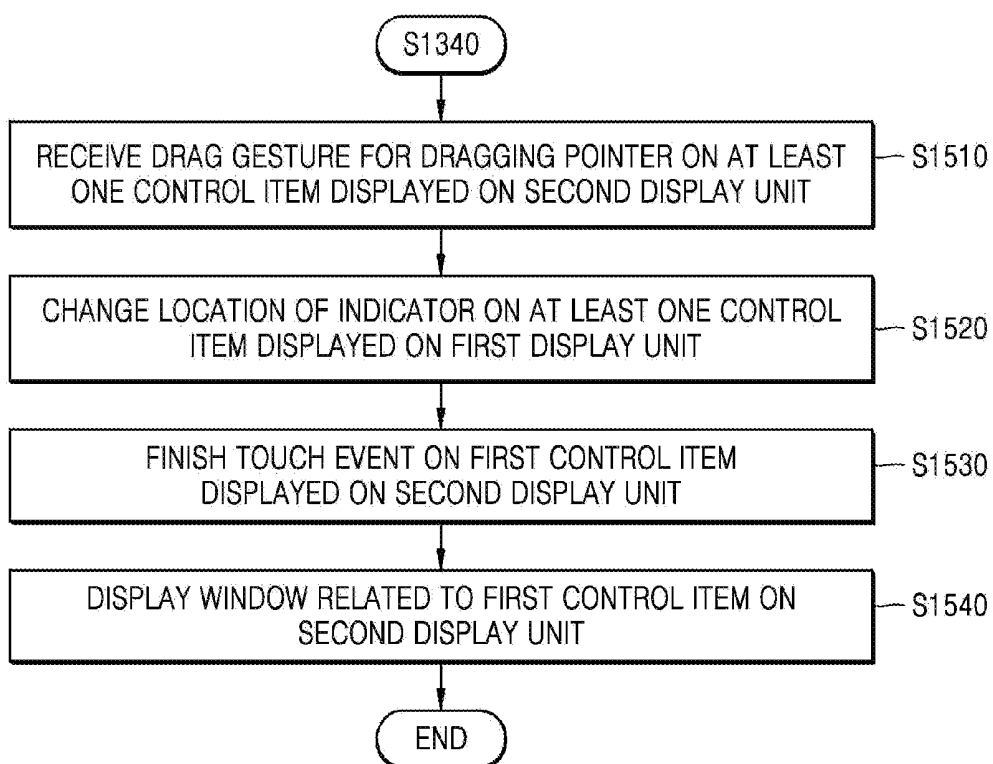 S1340
RECEIVE DRAG GESTURE FOR DRAGGING POINTER ON AT LEAST
ONE CONTROL ITEM DISPLAYED ON SECOND DISPLAY UNIT
S1510
CHANGE LOCATION OF INDICATOR ON AT LEAST ONE CONTROL
ITEM DISPLAYED ON FIRST DISPLAY UNIT
S1520
FINISH TOUCH EVENT ON FIRST CONTROL ITEM
DISPLAYED ON SECOND DISPLAY UNIT
S1530
DISPLAY WINDOW RELATED TO FIRST CONTROL ITEM ON
SECOND DISPLAY UNIT
S1540
END